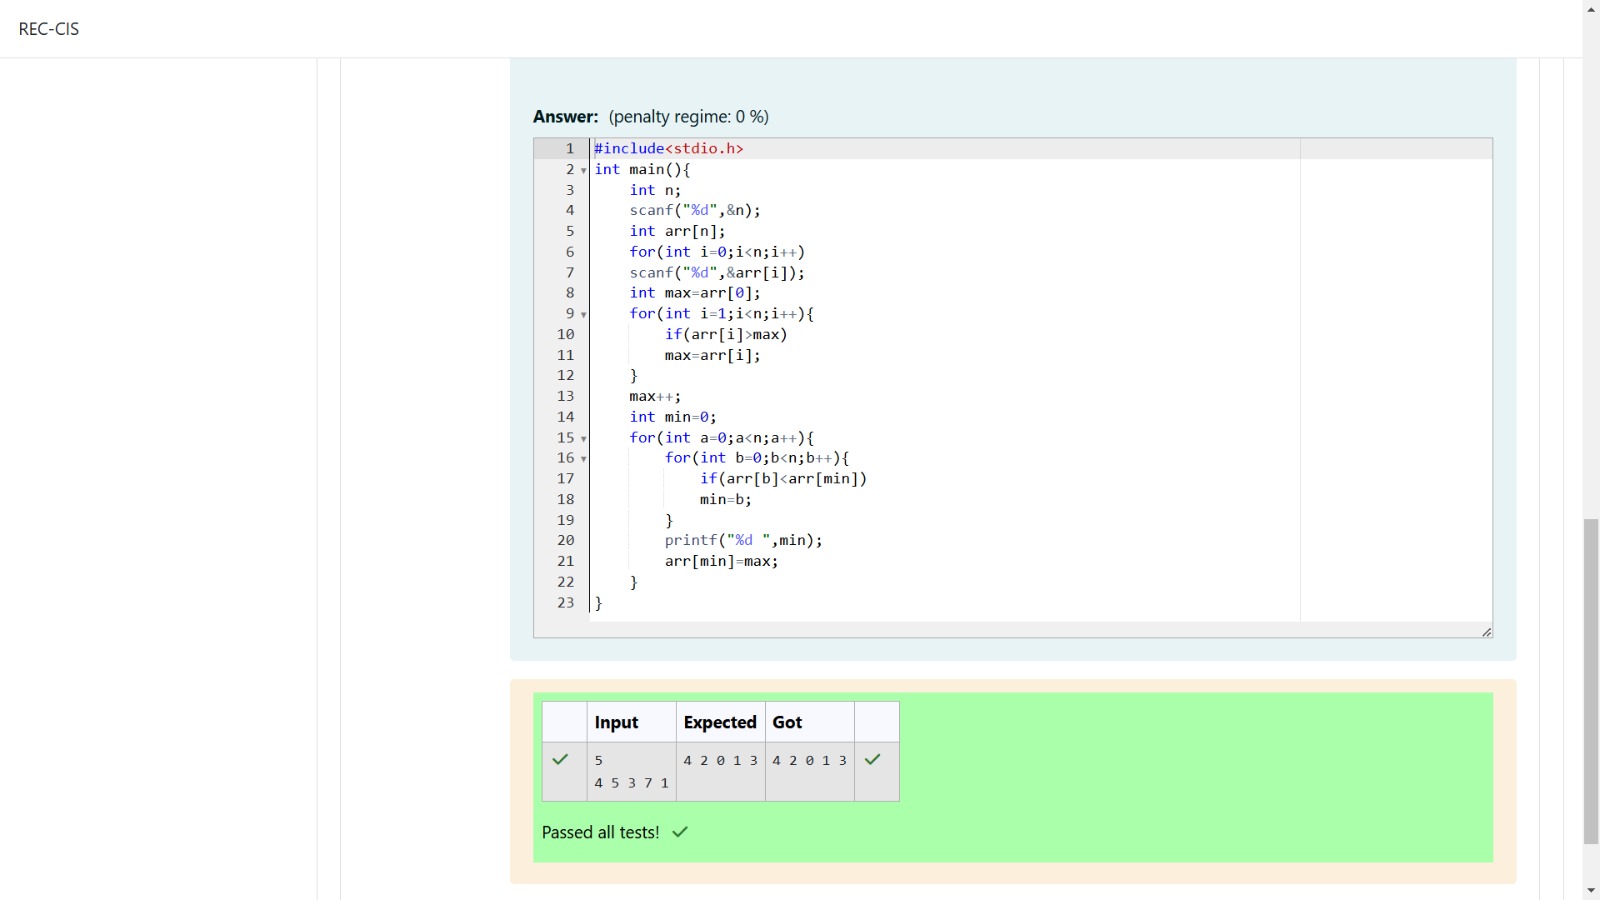 REC-CIS
Answer: (penalty regime: 0 %)
1 #include<stdio.h>
2 int main(){
3     int n;
4     scanf("%d",&n);
5     int arr[n];
6     for(int i=0;i<n;i++)
7     scanf("%d",&arr[i]);
8     int max=arr[0];
9     for(int i=1;i<n;i++){
10         if(arr[i]>max)
11         max=arr[i];
12     }
13     max++;
14     int min=0;
15     for(int a=0;a<n;a++){
16         for(int b=0;b<n;b++){
17             if(arr[b]<arr[min])
18             min=b;
19         }
20         printf("%d ",min);
21         arr[min]=max;
22     }
23 }
Input Expected Got
5 4 2 0 1 3 4 2 0 1 3
4 5 3 7 1
Passed all tests!